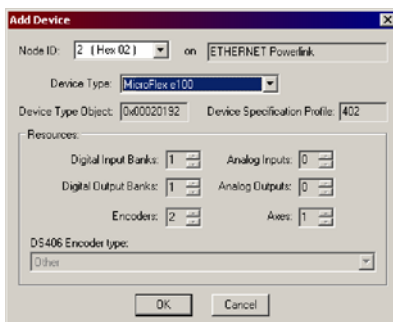 Add Device
Node ID: 2 (Hex 02) on ETHERNET Powerlink
Device Type: MicroFlex e100
Device Type Object: 0x00020192 Device Specification Profile: 402
Resources:
Digital Input Banks: 1 Analog Inputs: 0
Digital Output Banks: 1 Analog Outputs: 0
Encoders: 2 Axes: 1
DS406 Encoder type:
Other
OK Cancel